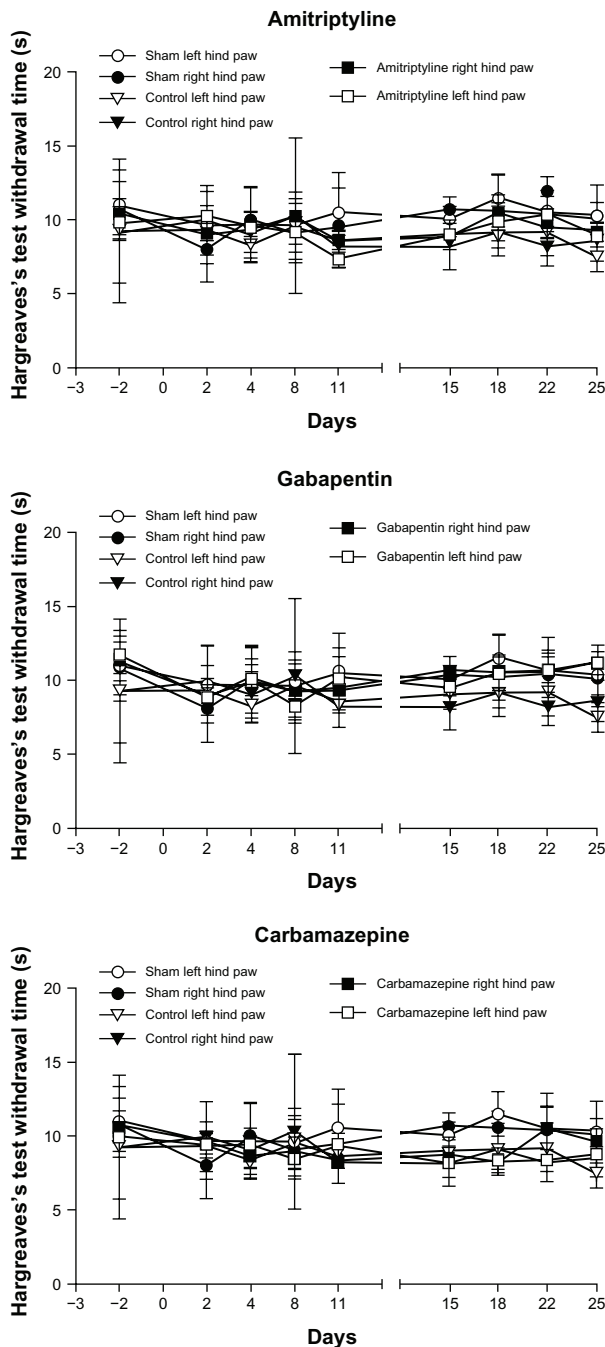 Amitriptyline
Hargreaves's test withdrawal time (s)
Sham left hind paw
Sham right hind paw
Control left hind paw
Control right hind paw
Amitriptyline right hind paw
Amitriptyline left hind paw
20
15
10
5
0
−3 −2 0 2 4 8 11 15 18 22 25
Days
Gabapentin
Hargreaves's test withdrawal time (s)
Sham left hind paw
Sham right hind paw
Control left hind paw
Control right hind paw
Gabapentin right hind paw
Gabapentin left hind paw
20
15
10
5
0
−3 −2 0 2 4 8 11 15 18 22 25
Days
Carbamazepine
Hargreaves's test withdrawal time (s)
Sham left hind paw
Sham right hind paw
Control left hind paw
Control right hind paw
Carbamazepine right hind paw
Carbamazepine left hind paw
20
15
10
5
0
−3 −2 0 2 4 8 11 15 18 22 25
Days